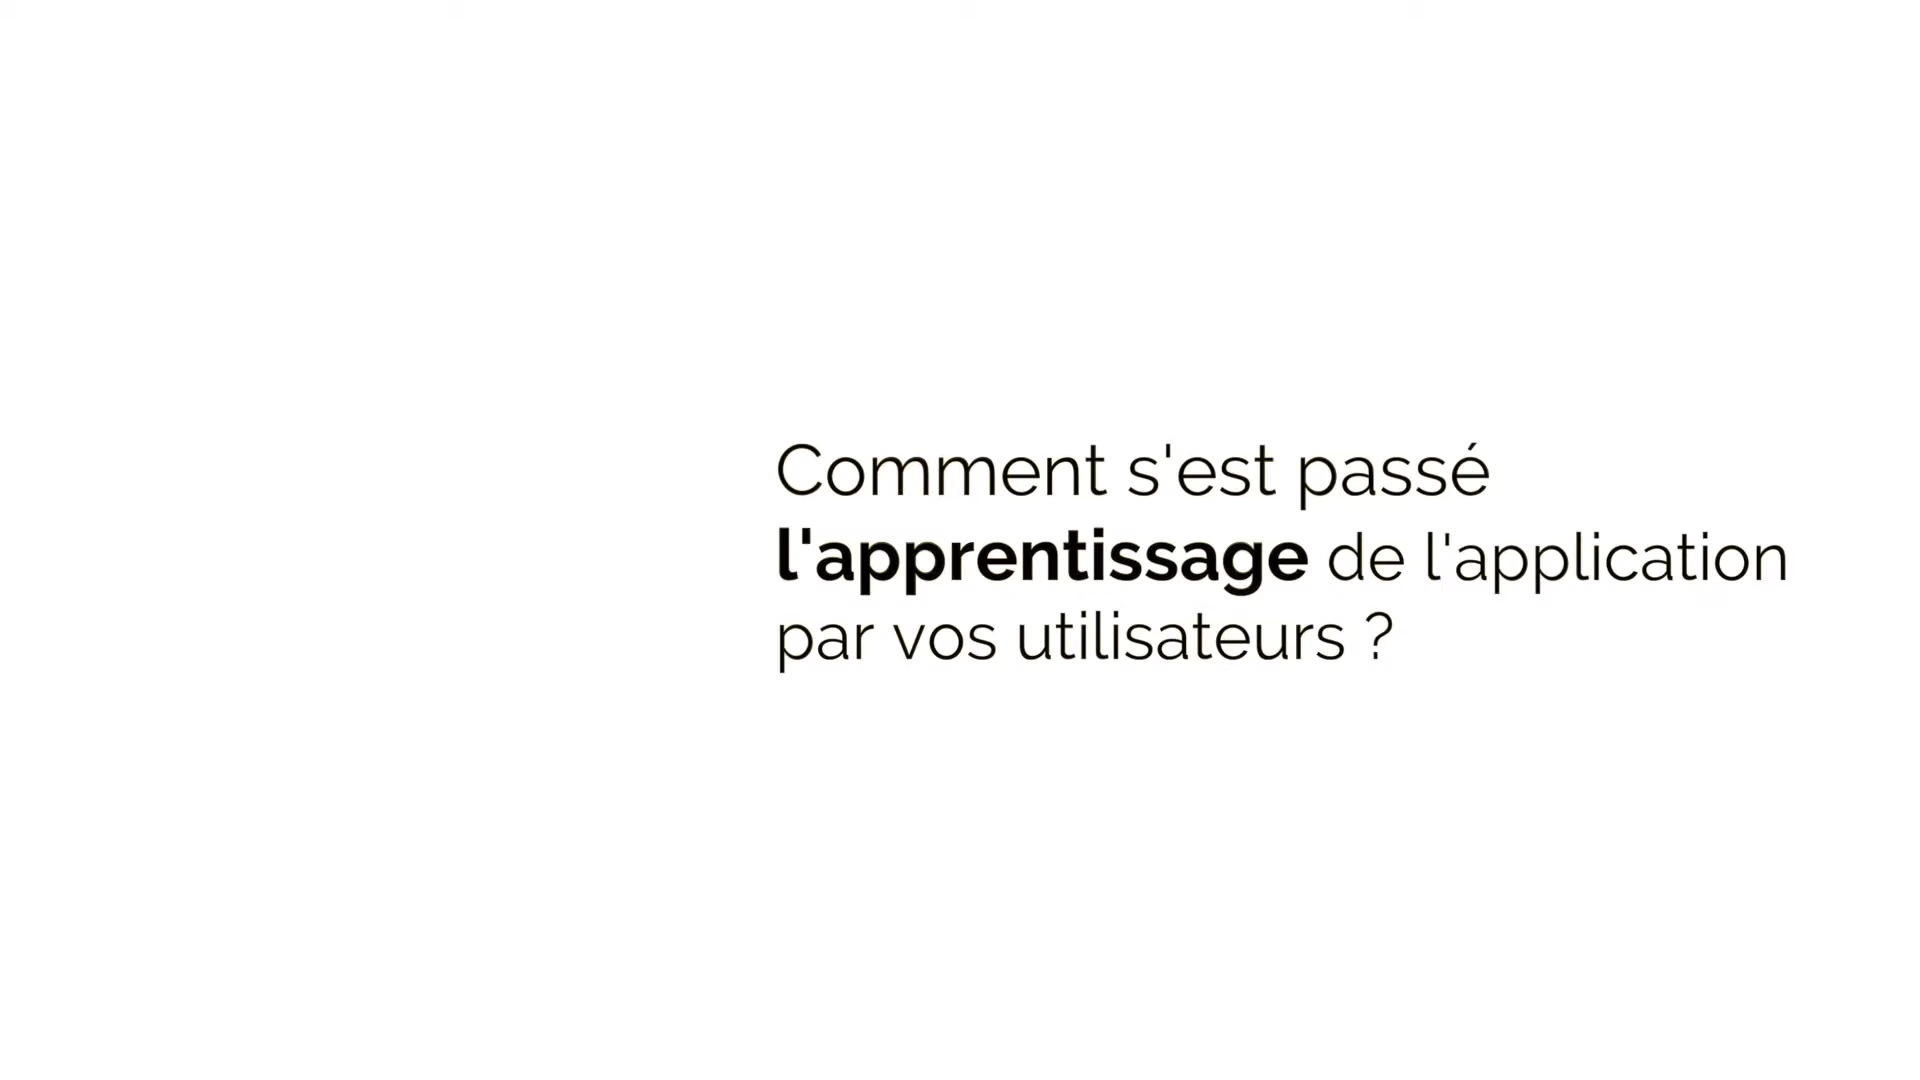 Comment s'est passé
l'apprentissage de l'application
par vos utilisateurs ?